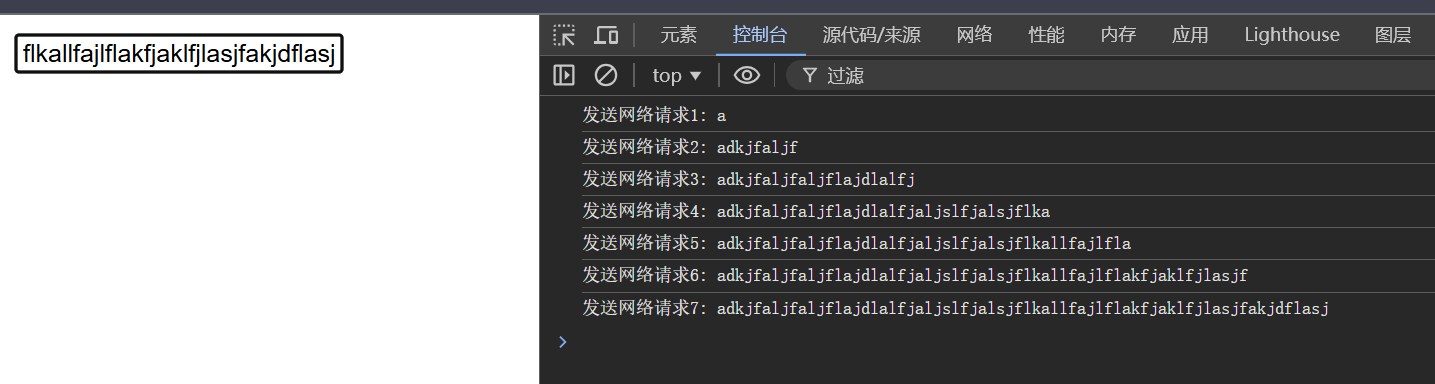 flkallfajlflakfjaklfjlasjfakjdflasj
元素 控制台 源代码/来源 网络 性能 内存 应用 Lighthouse 图层
top 过滤
发送网络请求1: a
发送网络请求2: adkjfaljf
发送网络请求3: adkjfaljfaljflajdlalfj
发送网络请求4: adkjfaljfaljflajdlalfjaljslfjalsjflka
发送网络请求5: adkjfaljfaljflajdlalfjaljslfjalsjflkallfajlfla
发送网络请求6: adkjfaljfaljflajdlalfjaljslfjalsjflkallfajlflakfjaklfjlasjf
发送网络请求7: adkjfaljfaljflajdlalfjaljslfjalsjflkallfajlflakfjaklfjlasjfakjdflasj